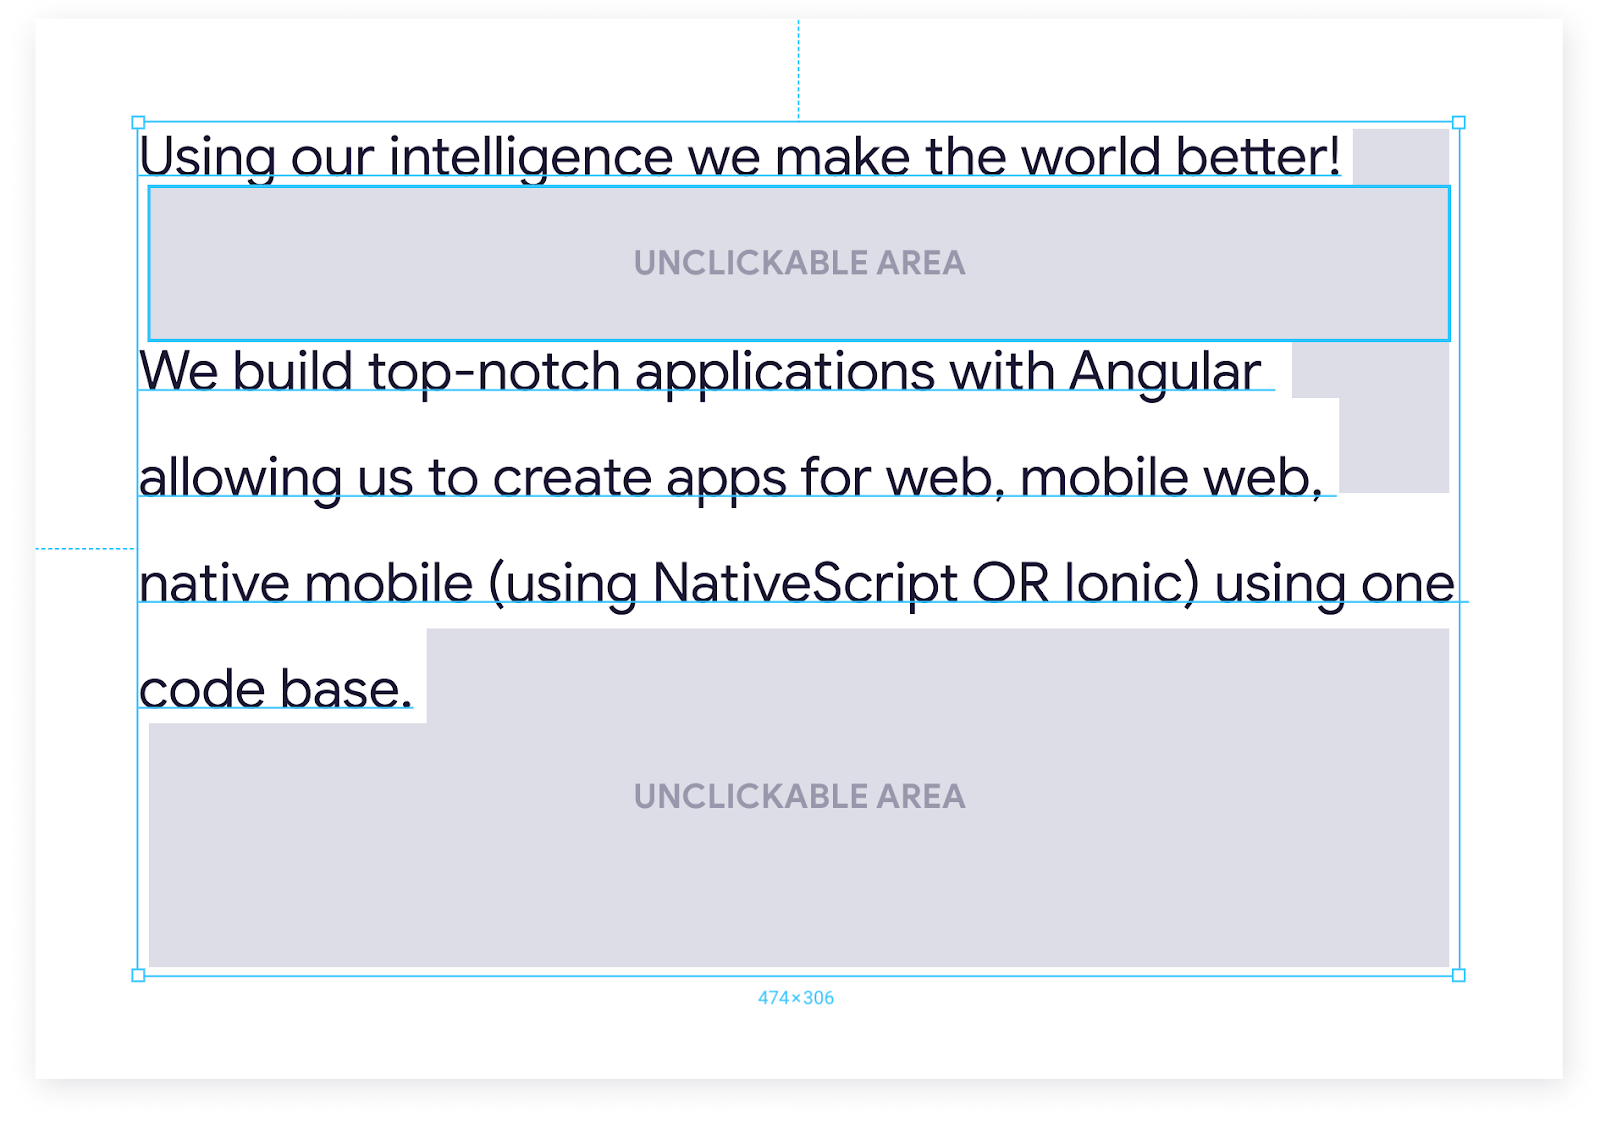 Using our intelligence we make the world better!
UNCLICKABLE AREA
We build top-notch applications with Angular
allowing us to create apps for web, mobile web,
native mobile (using NativeScript OR Ionic) using one
code base.
UNCLICKABLE AREA
474×306